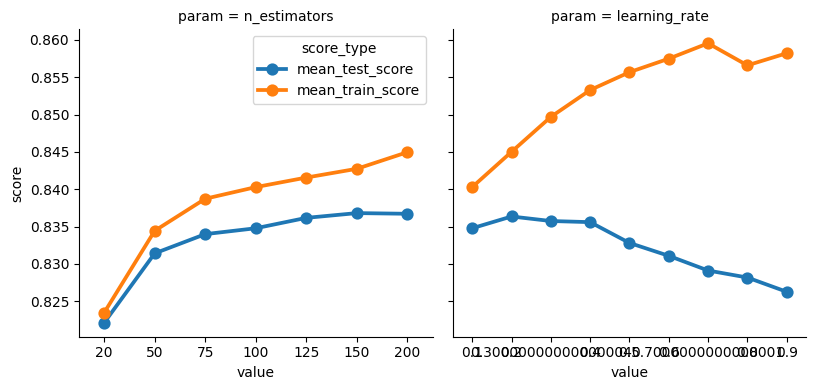 param = n_estimators
param = learning_rate
score_type
mean_test_score
mean_train_score
0.860
0.855
0.850
0.845
0.840
0.835
0.830
0.825
score
20 50 75 100 125 150 200
0.9
value
value